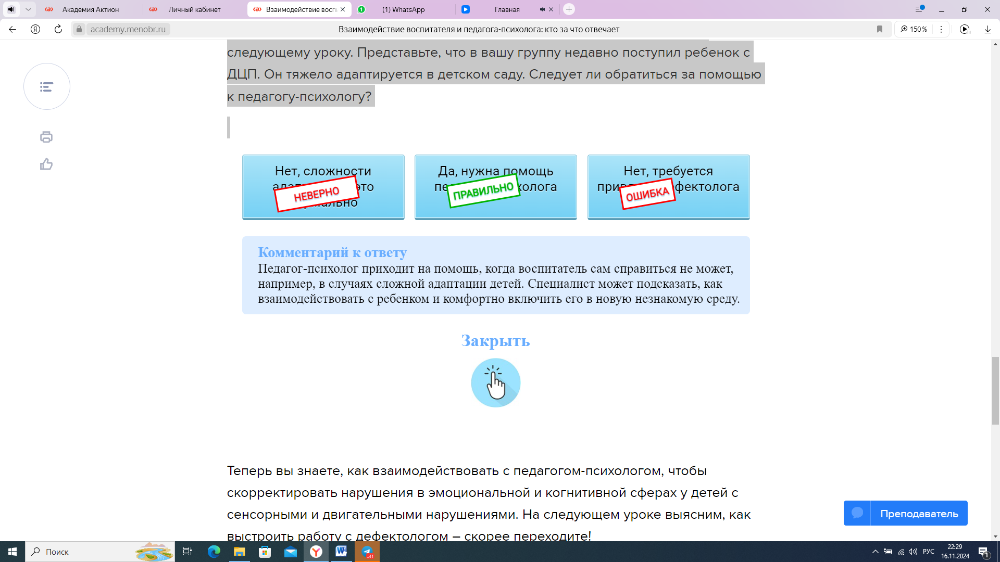 Академия Актион
Личный кабинет
Взаимодействие восп
(1) WhatsApp
Главная
academy.menobr.ru
Взаимодействие воспитателя и педагога-психолога: кто за что отвечает
150 %
следующему уроку. Представьте, что в вашу группу недавно поступил ребенок с
ДЦП. Он тяжело адаптируется в детском саду. Следует ли обратиться за помощью
к педагогу-психологу?
Нет, сложности
это
НЕВЕРНО
Да, нужна помощь
ПРАВИЛЬНО
Нет, требуется
ОШИБКА
Комментарий к ответу
Педагог-психолог приходит на помощь, когда воспитатель сам справиться не может,
например, в случаях сложной адаптации детей. Специалист может подсказать, как
взаимодействовать с ребенком и комфортно включить его в новую незнакомую среду.
Закрыть
Теперь вы знаете, как взаимодействовать с педагогом-психологом, чтобы
скорректировать нарушения в эмоциональной и когнитивной сферах у детей с
сенсорными и двигательными нарушениями. На следующем уроке выясним, как
выстроить работу с дефектологом – скорее переходите!
Преподаватель
Поиск
41
РУС
22:29
16.11.2024
1